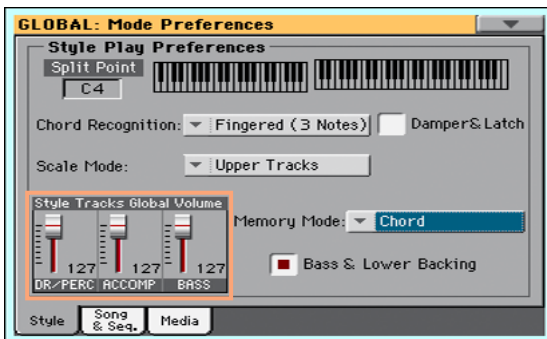 GLOBAL: Mode Preferences
Style Play Preferences
Split Point
C4
Chord Recognition: Fingered (3 Notes) Damper& Latch
Scale Mode: Upper Tracks
Style Tracks Global Volume
Memory Mode: Chord
127 127 127
Bass & Lower Backing
DR/PERC ACCOMP BASS
Style Song & Seq. Media